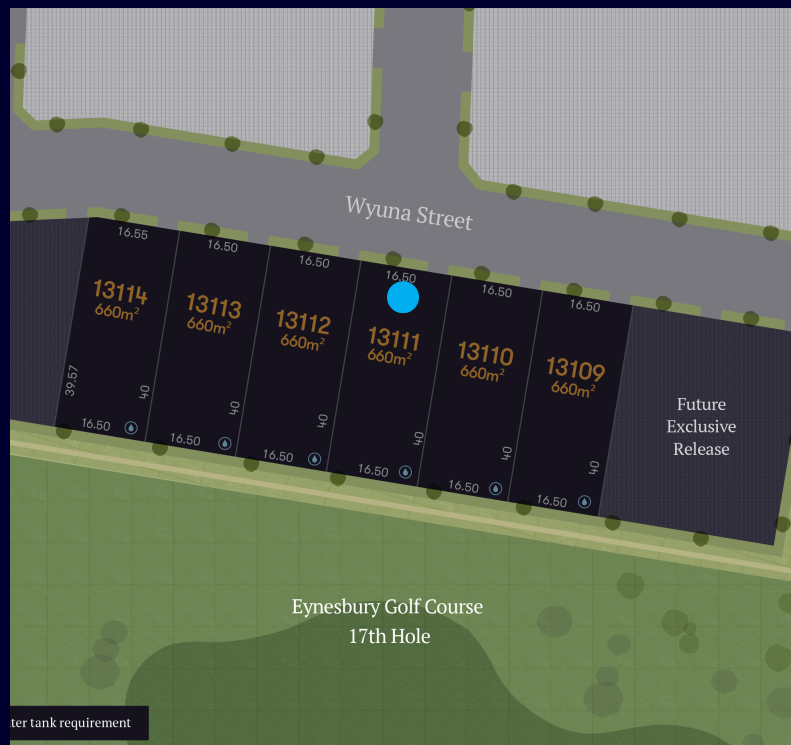 Wyuna Street
16.55
16.50
16.50
16.50
16.50
16.50
13114
660m²
13113
660m²
13112
660m²
13111
660m²
13110
660m²
13109
660m²
39.57
40
40
40
40
40
40
16.50
16.50
16.50
16.50
16.50
16.50
Future
Exclusive
Release
Eynesbury Golf Course
17th Hole
tank requirement